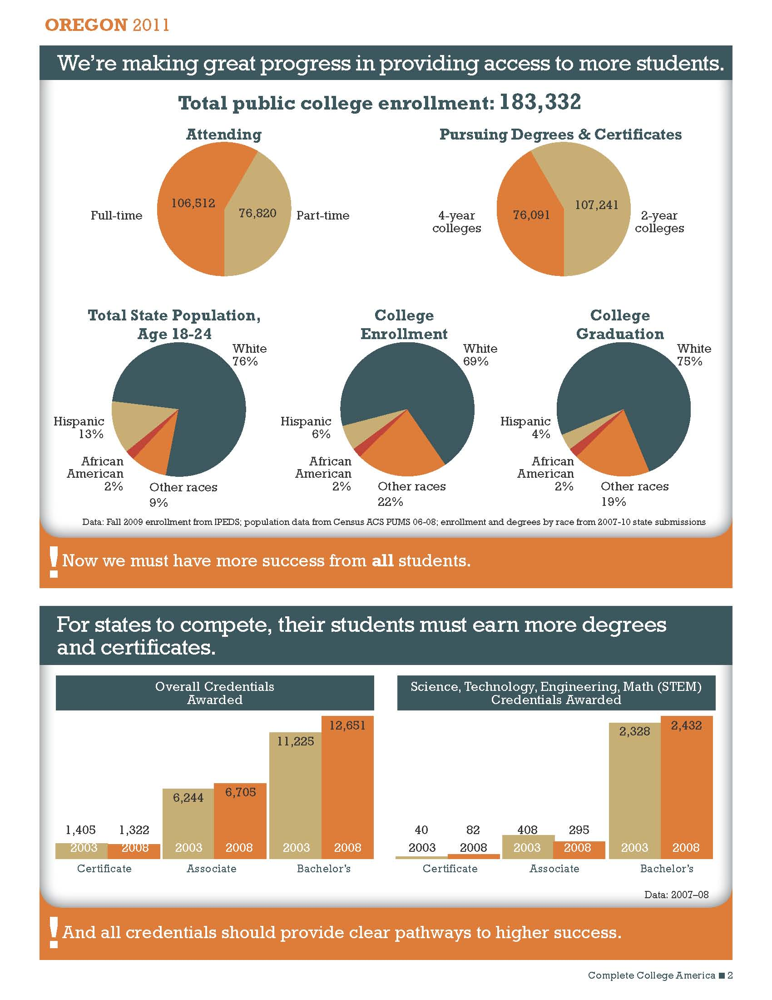 OREGON 2011
We're making great progress in providing access to more students.
Total public college enrollment: 183,332
Attending
Full-time
106,512
76,820
Part-time
Pursuing Degrees & Certificates
4-year
colleges
76,091
107,241
2-year
colleges
Total State Population,
Age 18-24
White
76%
Hispanic
13%
African
American
2%
Other races
9%
College
Enrollment
White
69%
Hispanic
6%
African
American
2%
Other races
22%
College
Graduation
White
75%
Hispanic
4%
African
American
2%
Other races
19%
Data: Fall 2009 enrollment from IPEDS; population data from Census ACS PUMS 06-08; enrollment and degrees by race from 2007-10 state submissions
! Now we must have more success from all students.
For states to compete, their students must earn more degrees
and certificates.
Overall Credentials
Awarded
1,405
1,322
6,244
6,705
11,225
12,651
2003
2008
2003
2008
2003
2008
Certificate
Associate
Bachelor's
Science, Technology, Engineering, Math (STEM)
Credentials Awarded
40
82
408
295
2,328
2,432
2003
2008
2003
2008
2003
2008
Certificate
Associate
Bachelor's
Data: 2007–08
! And all credentials should provide clear pathways to higher success.
Complete College America ■ 2